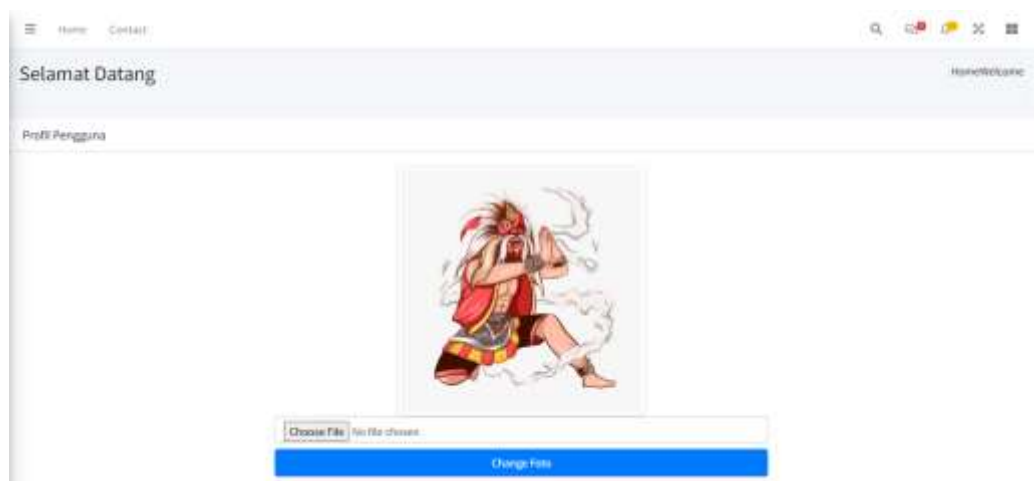 Home Contact
Selamat Datang
HomeWelcome
Profil Pengguna
Choose File No file chosen
Change Foto